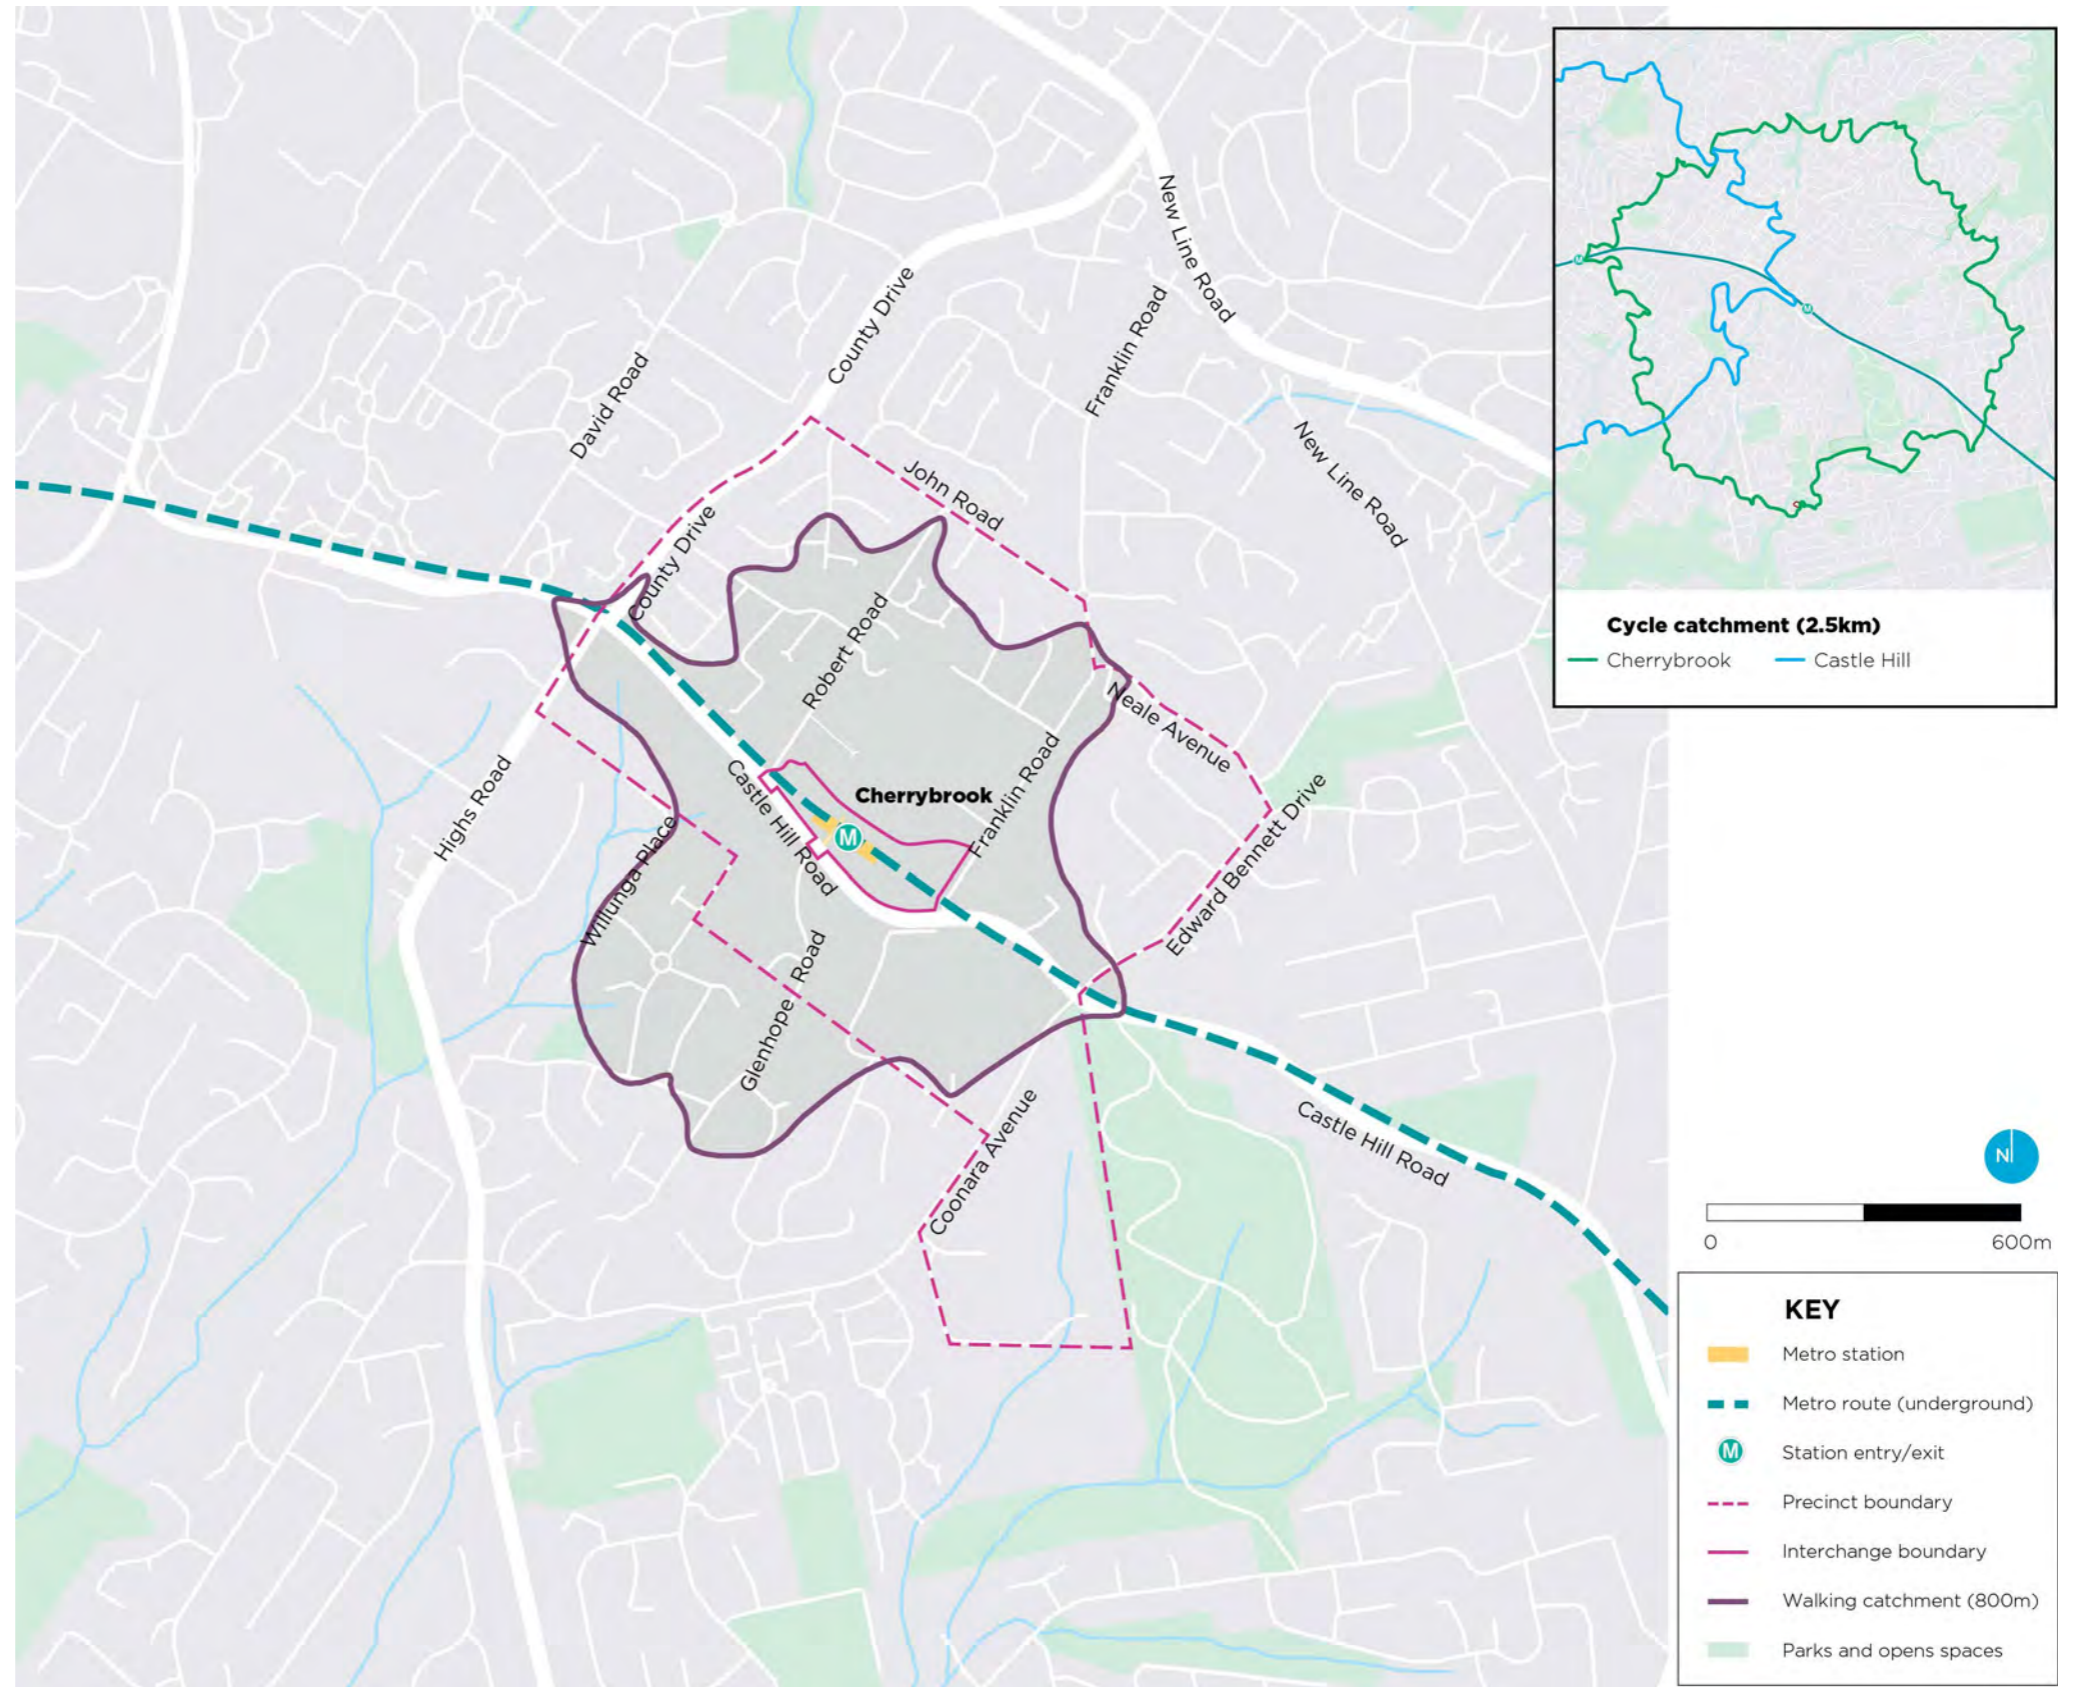 New Line Road
County Drive
Franklin Road
David Road
New Line Road
John Road
County Drive
Robert Road
Neale Avenue
Franklin Road
Highs Road
Castle Hill Road
Cherrybrook
M
Edward Bennett Drive
Willunga Place
Glenhope Road
Coonara Avenue
Castle Hill Road
M
M
Cycle catchment (2.5km)
Cherrybrook
Castle Hill
N
0
600m
KEY
Metro station
Metro route (underground)
M
Station entry/exit
Precinct boundary
Interchange boundary
Walking catchment (800m)
Parks and opens spaces